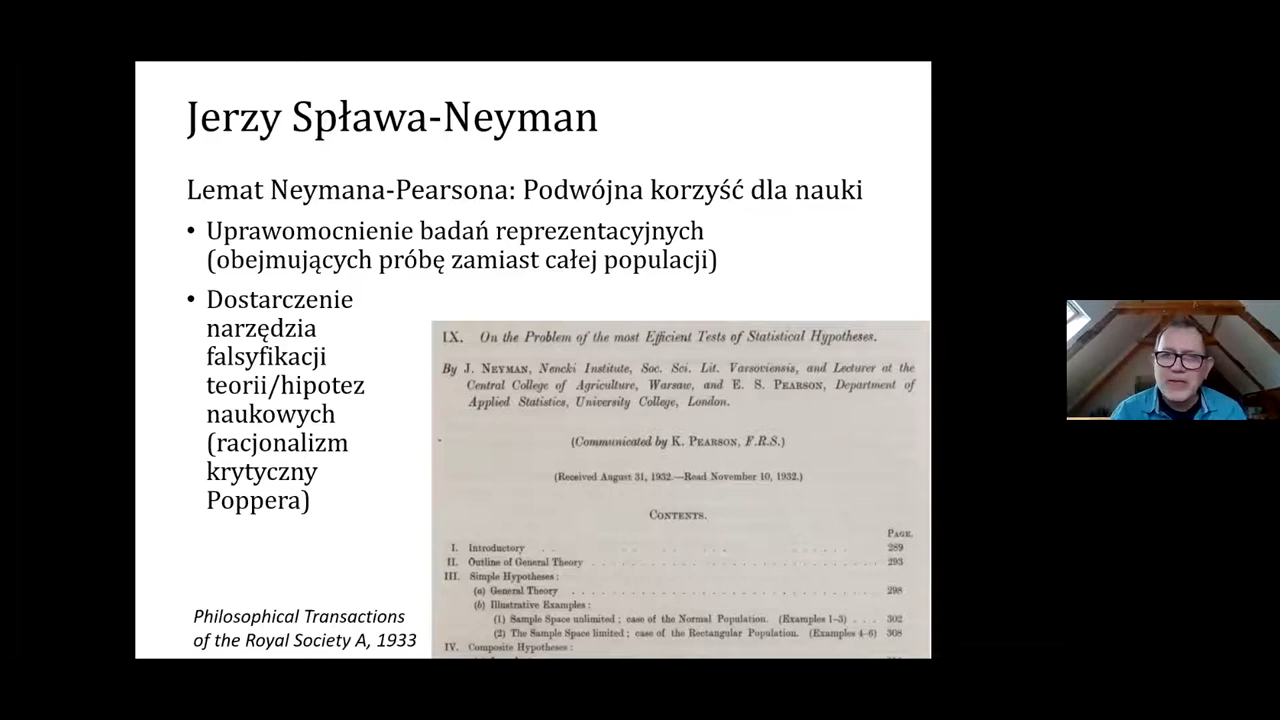 Jerzy Spława-Neyman
Lemat Neymana-Pearsona: Podwójna korzyść dla nauki
• Uprawomocnienie badań reprezentacyjnych
(obejmujących próbę zamiast całej populacji)
• Dostarczenie
narzędzia
falsyfikacji
teorii/hipotez
naukowych
(racjonalizm
krytyczny
Poppera)
Philosophical Transactions
of the Royal Society A, 1933
IX. On the Problem of the most Efficient Tests of Statistical Hypotheses.
By J. NEYMAN, Nencki Institute, Soc. Sci. Lit. Varsoviensis, and Lecturer at the
Central College of Agriculture, Warsaw, and E. S. PEARSON, Department of
Applied Statistics, University College, London.
(Communicated by K. PEARSON, F.R.S.)
(Received August 31, 1932.—Read November 10, 1932.)
CONTENTS.
PAGE.
I. Introductory . . . . . . . . . . 289
II. Outline of General Theory . . . . . . . . . . 293
III. Simple Hypotheses :
(a) General Theory . . . . . . . . . . 298
(b) Illustrative Examples :
(1) Sample Space unlimited ; case of the Normal Population. (Examples 1–3) . . . 302
(2) The Sample Space limited ; case of the Rectangular Population. (Examples 4–6) 308
IV. Composite Hypotheses :